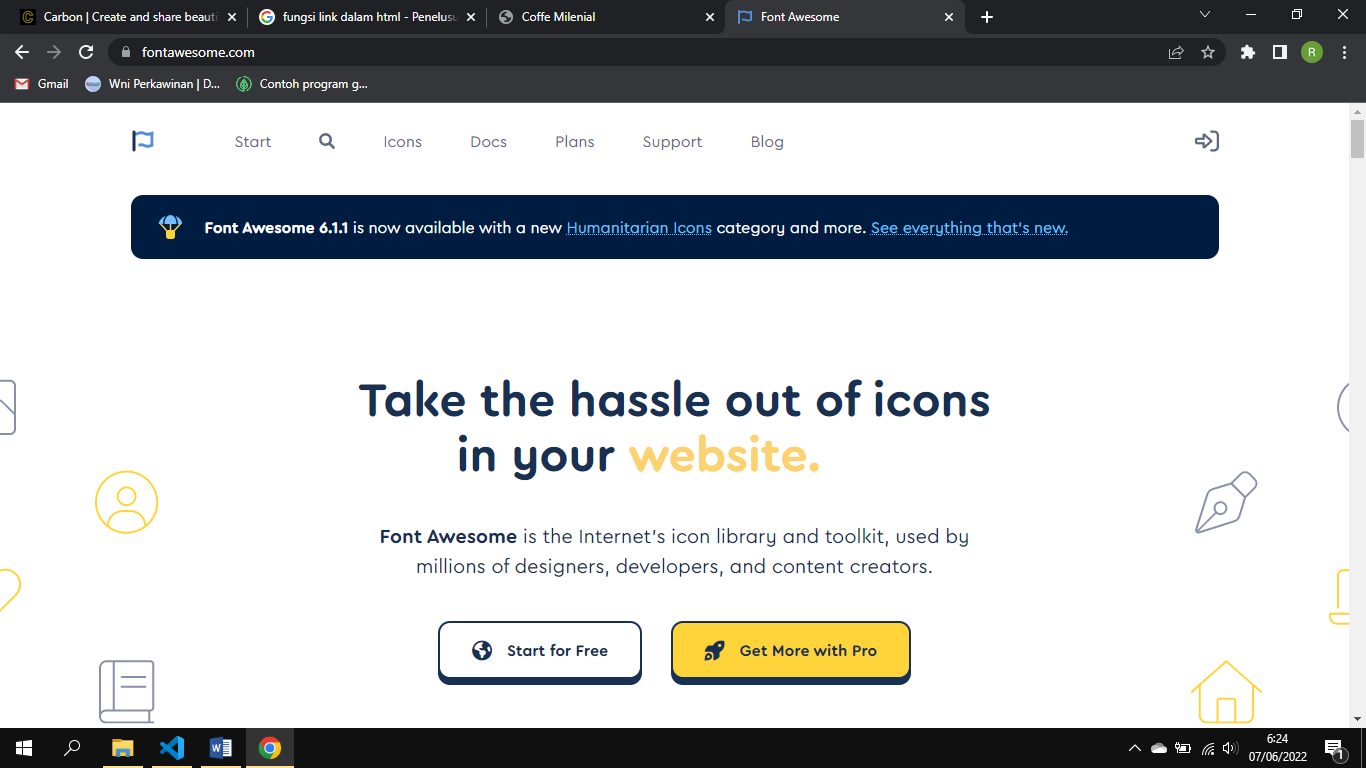 Carbon | Create and share beauti
fungsi link dalam html - Penelusu
Coffe Milenial
Font Awesome
fontawesome.com
R
Gmail
Wni Perkawinan | D...
Contoh program g...
Start
Icons
Docs
Plans
Support
Blog
Font Awesome 6.1.1 is now available with a new Humanitarian Icons category and more. See everything that's new.
Take the hassle out of icons
in your website.
Font Awesome is the Internet's icon library and toolkit, used by
millions of designers, developers, and content creators.
Start for Free
Get More with Pro
6:24
07/06/2022
1